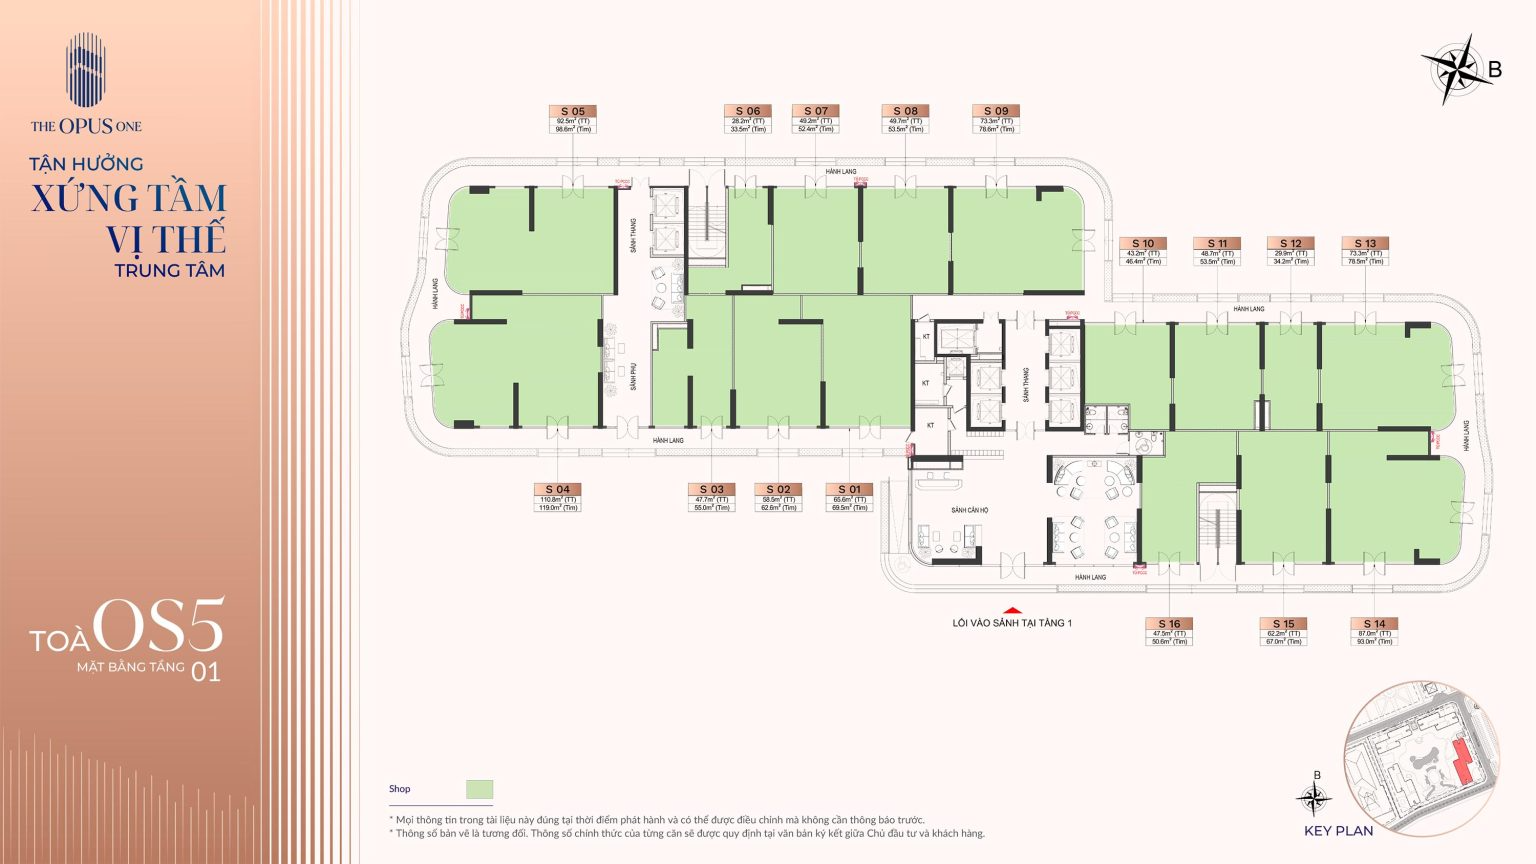 THE OPUS ONE
TẬN HƯỞNG
XỨNG TẦM
VỊ THẾ
TRUNG TÂM
TOÀ OS5
MẶT BẰNG TẦNG 01
B
S 05
92.5m² (TT)
98.6m² (Tim)
S 06
28.2m² (TT)
33.5m² (Tim)
S 07
49.2m² (TT)
52.4m² (Tim)
S 08
49.7m² (TT)
53.5m² (Tim)
S 09
73.3m² (TT)
78.6m² (Tim)
HÀNH LANG
S 10
43.2m² (TT)
46.4m² (Tim)
S 11
48.7m² (TT)
53.5m² (Tim)
S 12
29.9m² (TT)
34.2m² (Tim)
S 13
73.3m² (TT)
78.5m² (Tim)
HÀNH LANG
SẢNH THANG
HÀNH LANG
SẢNH PHỤ
HÀNH LANG
KT
KT
KT
SẢNH THANG
HÀNH LANG
S 04
110.8m² (TT)
119.0m² (Tim)
S 03
47.7m² (TT)
55.0m² (Tim)
S 02
58.5m² (TT)
62.6m² (Tim)
S 01
65.6m² (TT)
69.5m² (Tim)
SẢNH CĂN HỘ
HÀNH LANG
LỐI VÀO SẢNH TẠI TẦNG 1
S 16
47.5m² (TT)
50.6m² (Tim)
S 15
62.2m² (TT)
67.0m² (Tim)
S 14
87.0m² (TT)
93.0m² (Tim)
Shop
* Mọi thông tin trong tài liệu này đúng tại thời điểm phát hành và có thể được điều chỉnh mà không cần thông báo trước.
* Thông số bản vẽ là tương đối. Thông số chính thức của từng căn sẽ được quy định tại văn bản ký kết giữa Chủ đầu tư và khách hàng.
B
KEY PLAN